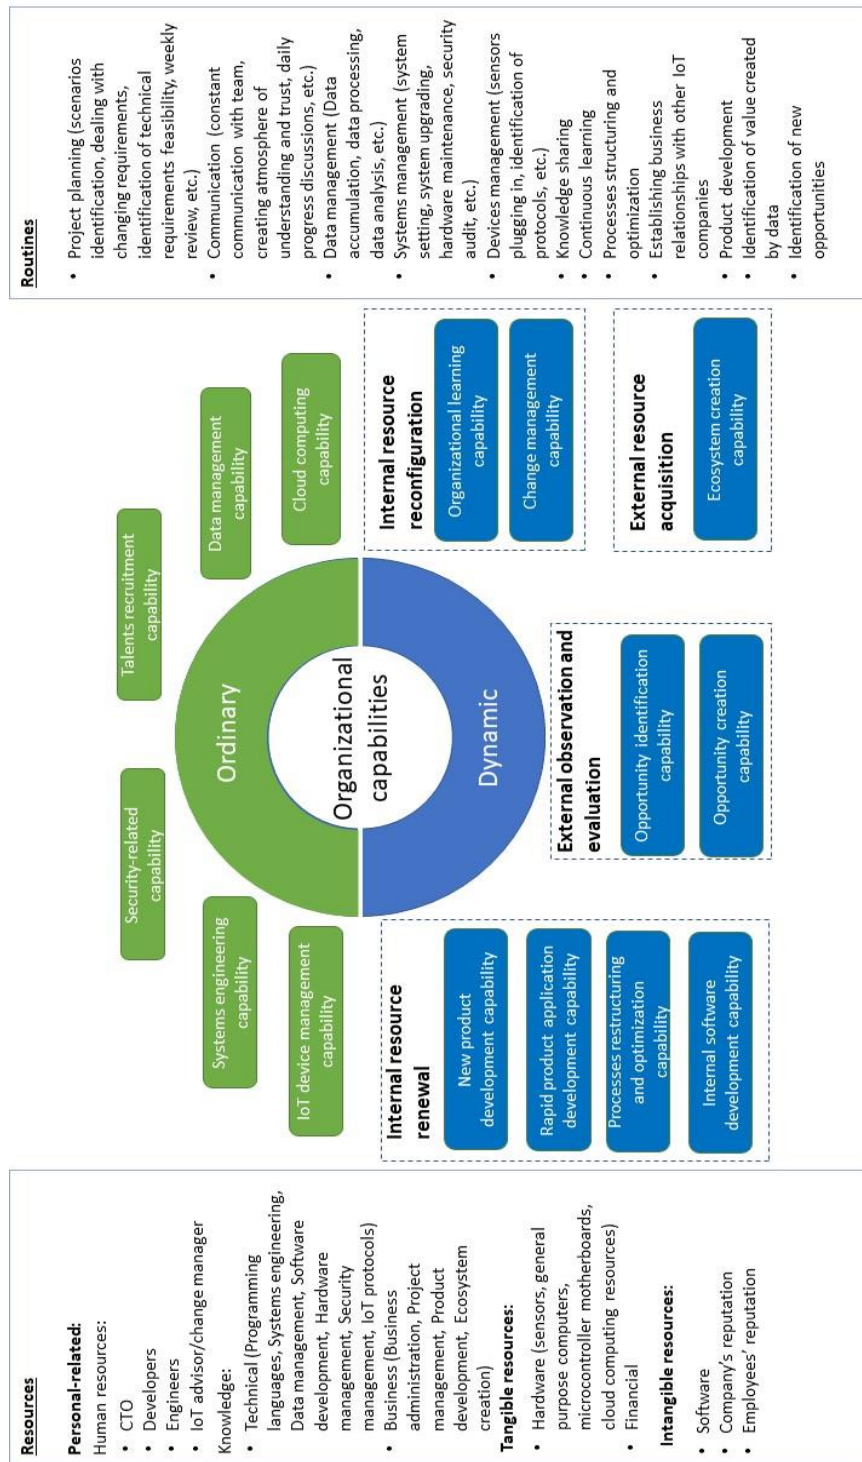 Resources
Personal-related:
Human resources:
• CTO
• Developers
• Engineers
• IoT advisor/change manager
Knowledge:
• Technical (Programming
languages, Systems engineering,
Data management, Software
development, Hardware
management, Security
management, IoT protocols)
• Business (Business
administration, Project
management, Product
development, Ecosystem
creation)
Tangible resources:
• Hardware (sensors, general
purpose computers,
microcontroller motherboards,
cloud computing resources)
• Financial
Intangible resources:
• Software
• Company's reputation
• Employees' reputation
IoT device management
capability
Systems engineering
capability
Security-related
capability
Talents recruitment
capability
Data management
capability
Cloud computing
capability
Ordinary
Organizational
capabilities
Dynamic
Internal resource
renewal
New product
development capability
Rapid product application
development capability
Processes restructuring
and optimization
capability
Internal software
development capability
External observation and
evaluation
Opportunity identification
capability
Opportunity creation
capability
Internal resource
reconfiguration
Organizational learning
capability
Change management
capability
External resource
acquisition
Ecosystem creation
capability
Routines
• Project planning (scenarios
identification, dealing with
changing requirements,
identification of technical
requirements feasibility, weekly
review, etc.)
• Communication (constant
communication with team,
creating atmosphere of
understanding and trust, daily
progress discussions, etc.)
• Data management (Data
accumulation, data processing,
data analysis, etc.)
• Systems management (system
setting, system upgrading,
hardware maintenance, security
audit, etc.)
• Devices management (sensors
plugging in, identification of
protocols, etc.)
• Knowledge sharing
• Continuous learning
• Processes structuring and
optimization
• Establishing business
relationships with other IoT
companies
• Product development
• Identification of value created
by data
• Identification of new
opportunities